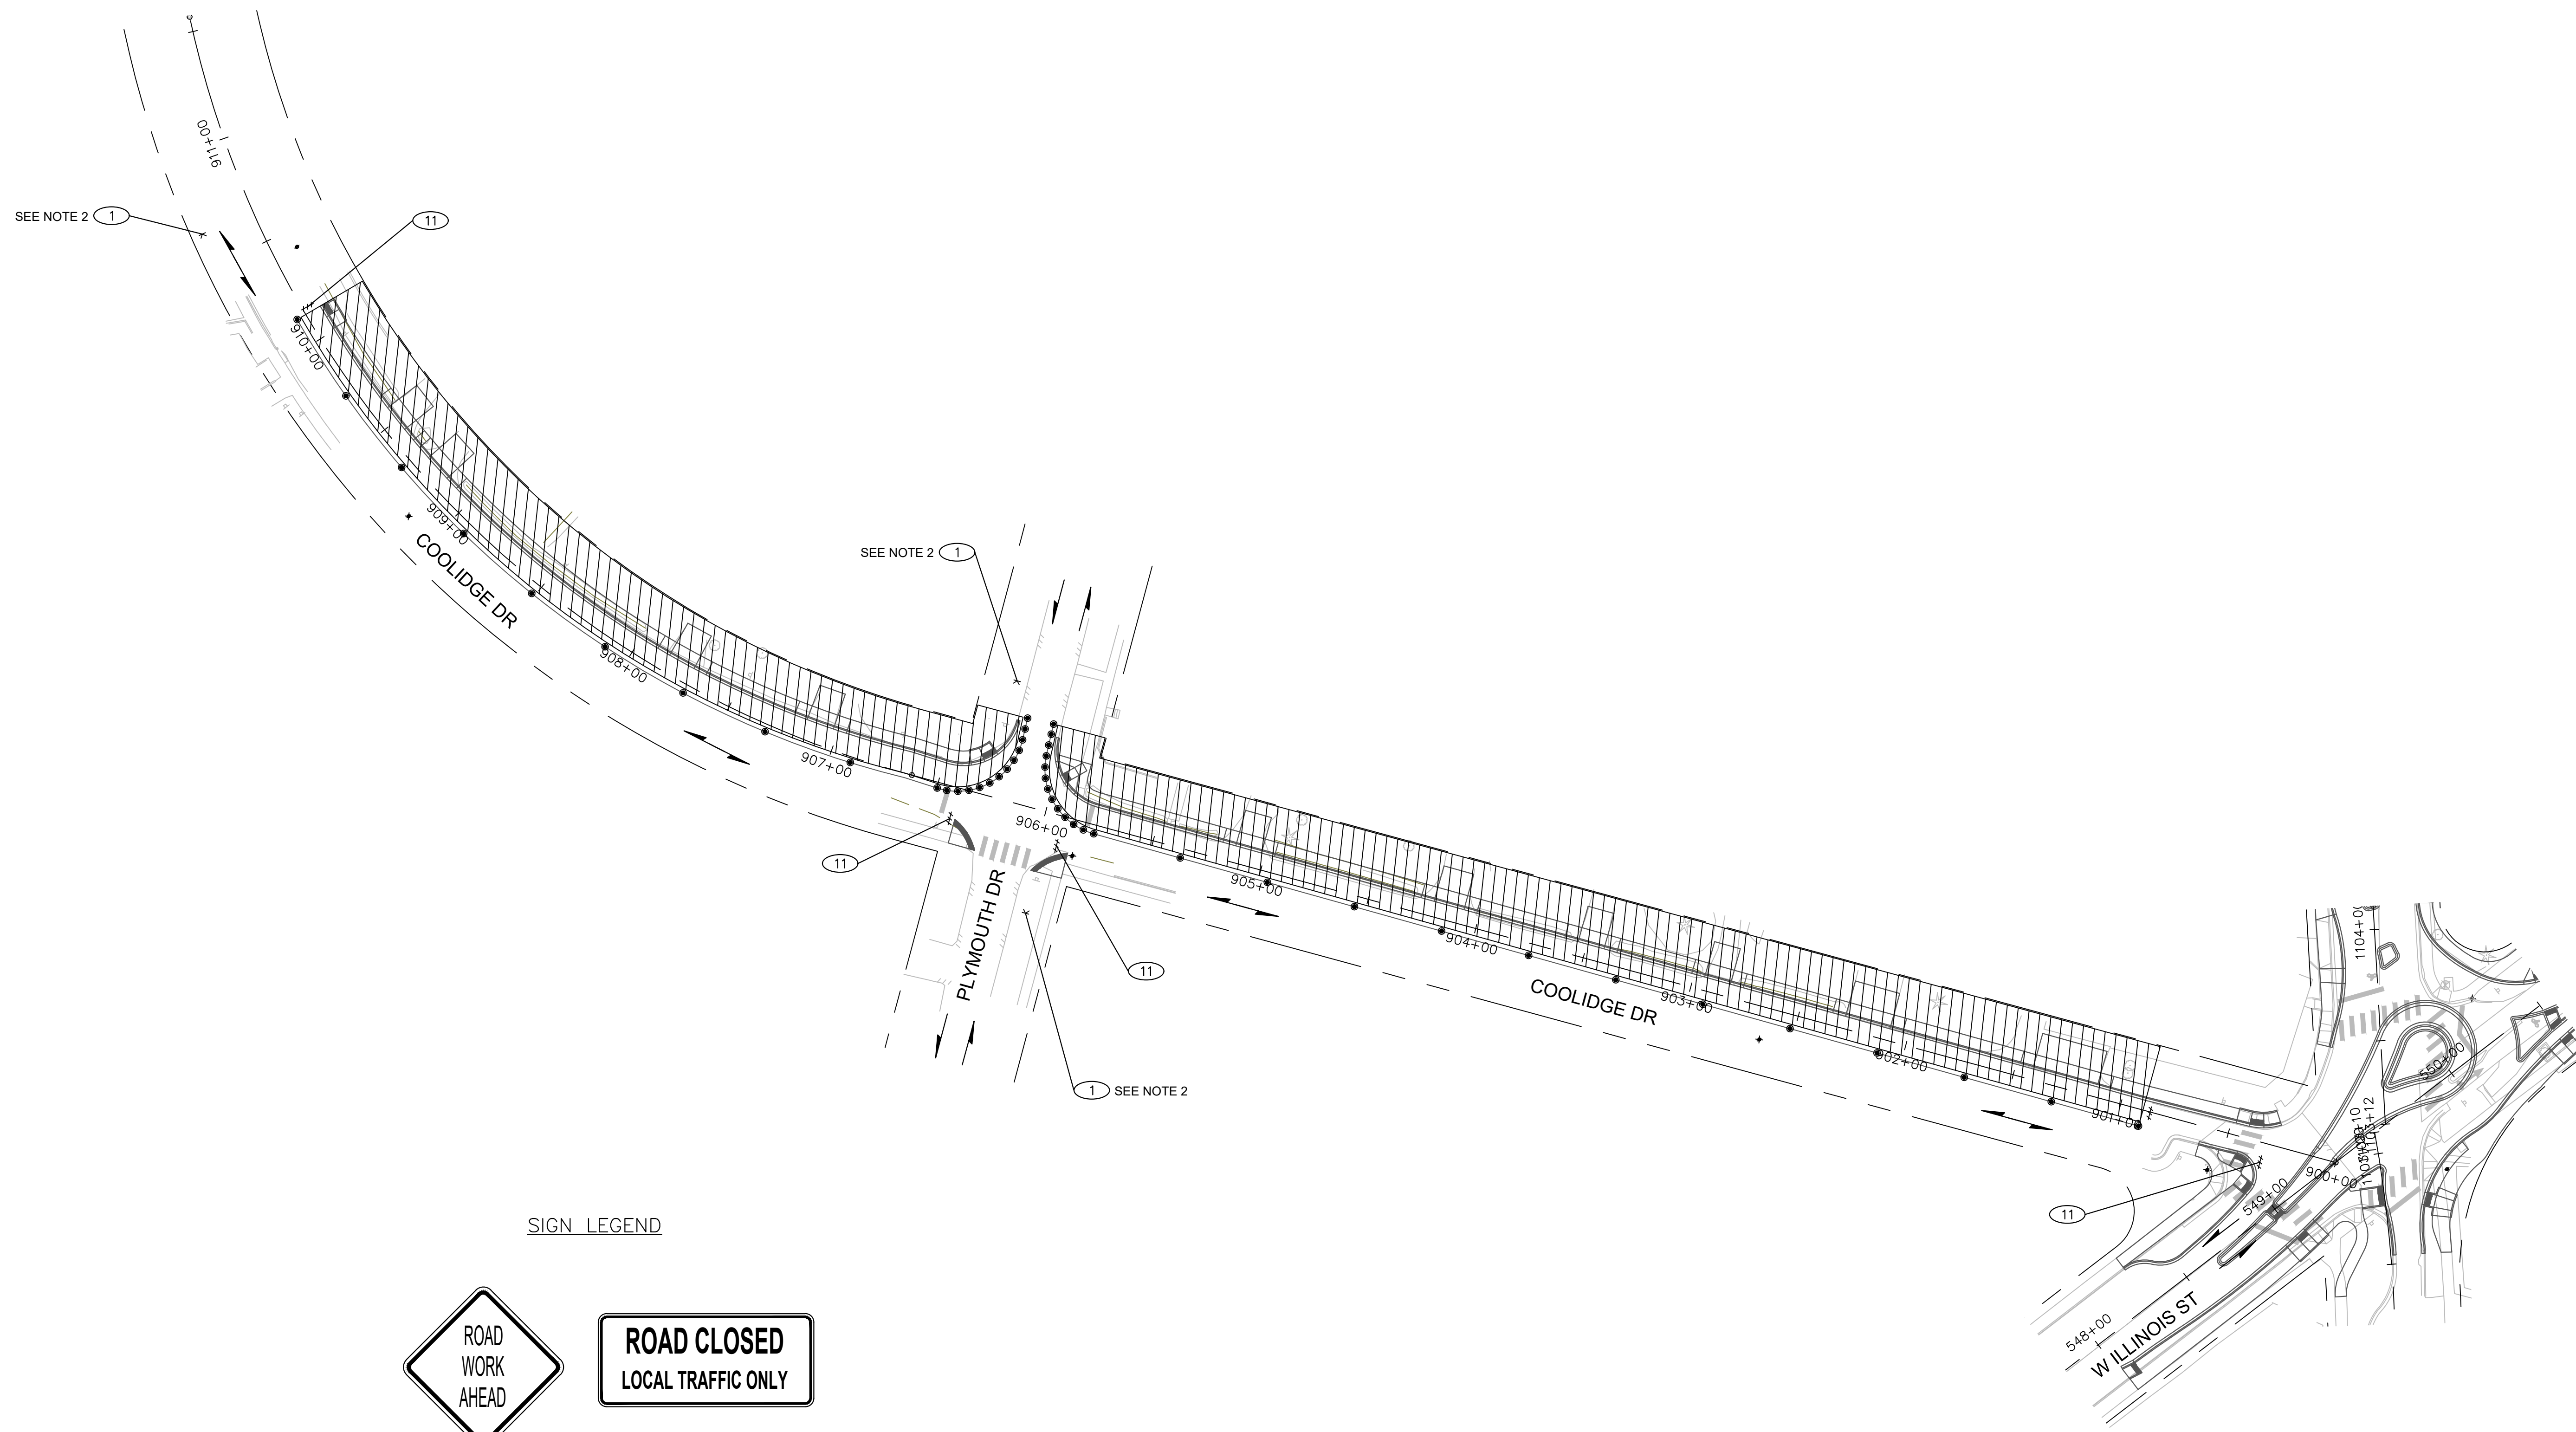 911+00
SEE NOTE 2 1
11
910+00
909+00
COOLIDGE DR
SEE NOTE 2 1
908+00
907+00
906+00
11
PLYMOUTH DR
905+00
11
904+00
COOLIDGE DR
903+00
902+00
901+00
1 SEE NOTE 2
1104+00
550+00
900+00
549+00
11
548+00
W ILLINOIS ST
SIGN LEGEND
ROAD
WORK
AHEAD
ROAD CLOSED
LOCAL TRAFFIC ONLY